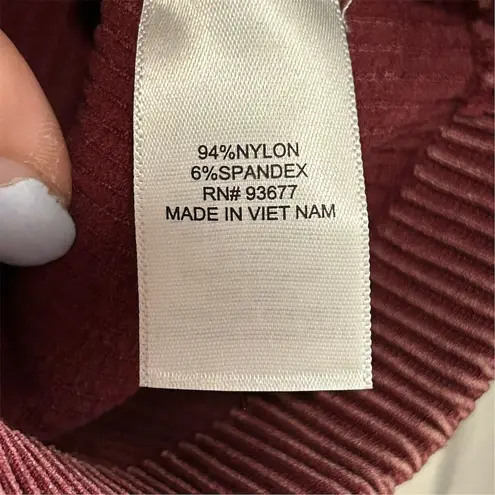 94%NYLON
6%SPANDEX
RN# 93677
MADE IN VIET NAM